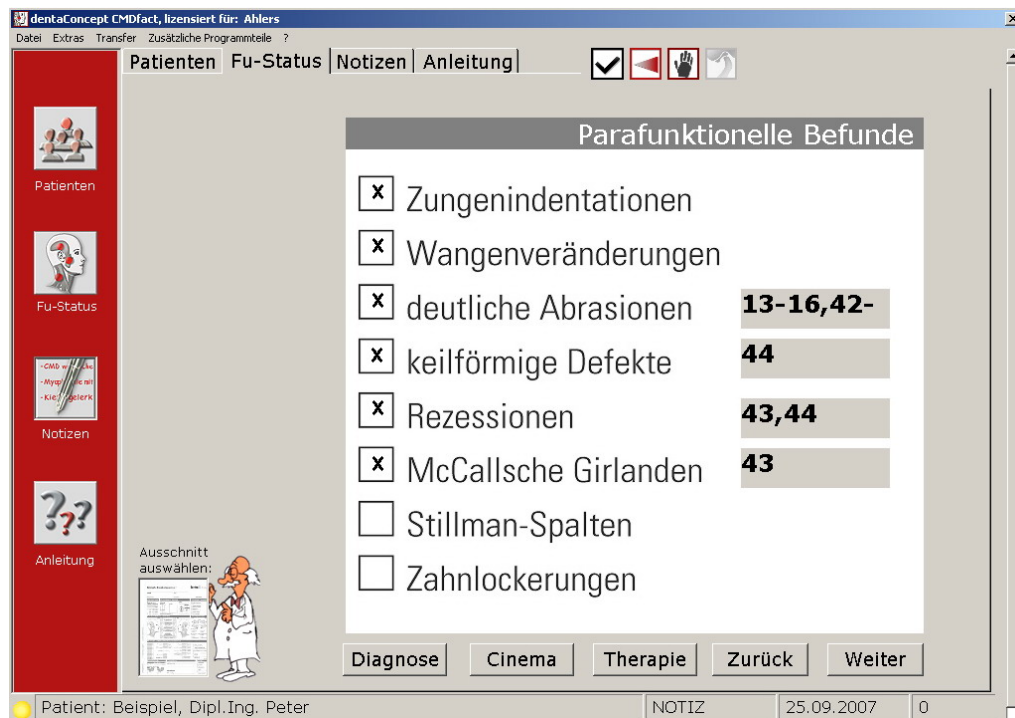 dentaConcept CMDfact, lizensiert für: Ahlers
Datei Extras Transfer Zusätzliche Programmteile ?
Patienten Fu-Status Notizen Anleitung
Parafunktionelle Befunde
Patienten
x Zungenindentationen
x Wangenveränderungen
Fu-Status
x deutliche Abrasionen 13-16,42-
x keilförmige Defekte 44
-CMD
-Myop
-Kie
Notizen
x Rezessionen 43,44
x McCallsche Girlanden 43
Stillman-Spalten
???
Anleitung
Ausschnitt
auswählen:
Zahnlockerungen
Diagnose Cinema Therapie Zurück Weiter
Patient: Beispiel, Dipl.Ing. Peter NOTIZ 25.09.2007 0